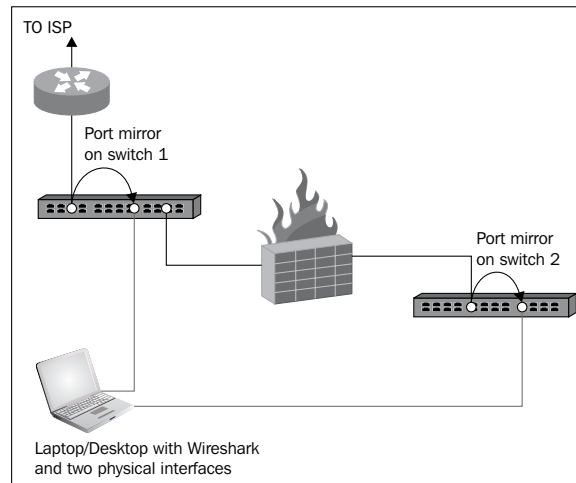 TO ISP
Port mirror
on switch 1
Port mirror
on switch 2
Laptop/Desktop with Wireshark
and two physical interfaces